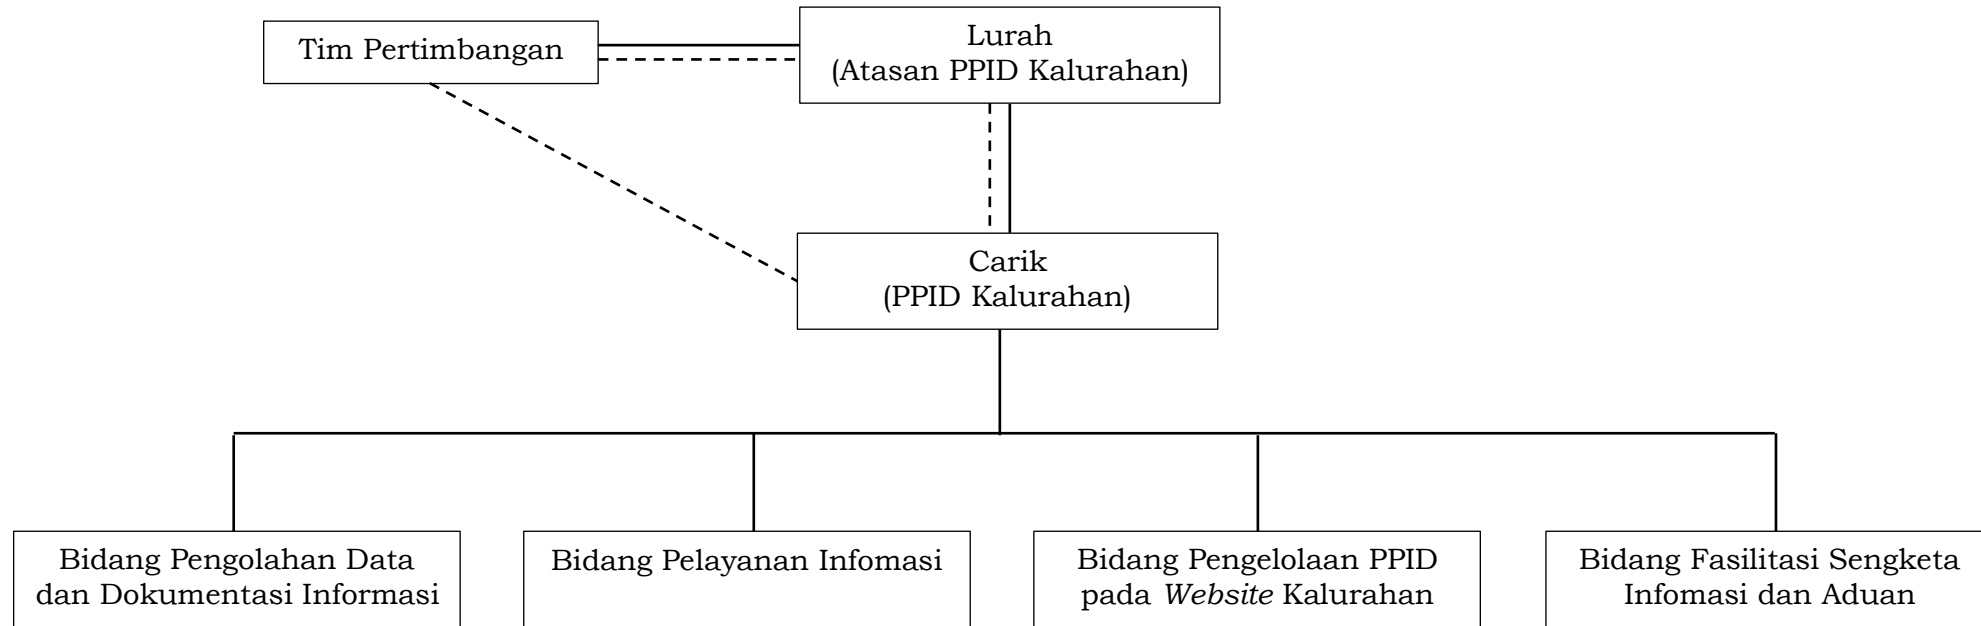 Tim Pertimbangan
Lurah
(Atasan PPID Kalurahan)
Carik
(PPID Kalurahan)
Bidang Pengolahan Data
dan Dokumentasi Informasi
Bidang Pelayanan Infomasi
Bidang Pengelolaan PPID
pada Website Kalurahan
Bidang Fasilitasi Sengketa
Infomasi dan Aduan